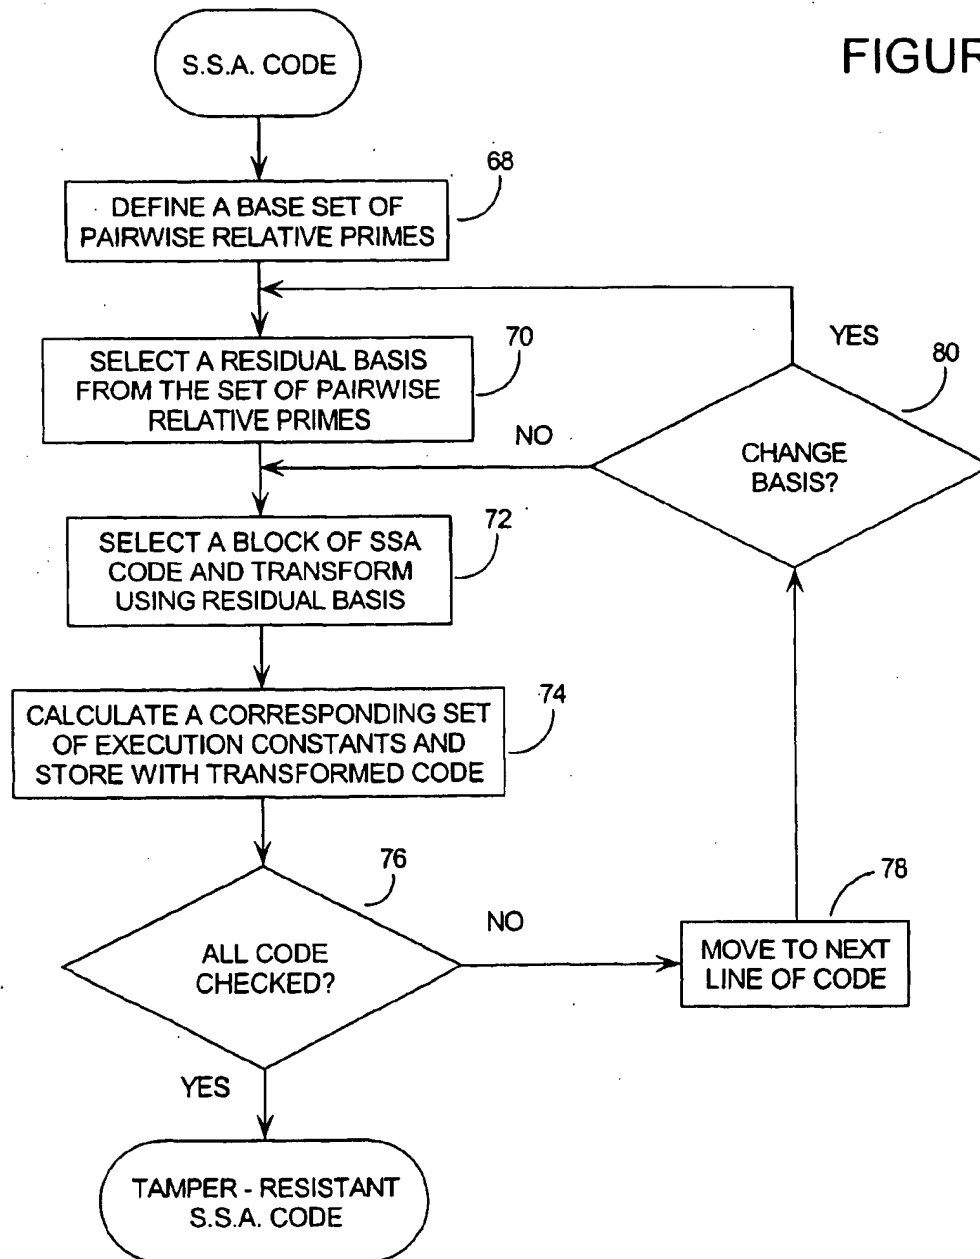 S.S.A. CODE
FIGUR
68
DEFINE A BASE SET OF
PAIRWISE RELATIVE PRIMES
YES
70
80
SELECT A RESIDUAL BASIS
FROM THE SET OF PAIRWISE
RELATIVE PRIMES
NO
CHANGE
BASIS?
72
SELECT A BLOCK OF SSA
CODE AND TRANSFORM
USING RESIDUAL BASIS
74
CALCULATE A CORRESPONDING SET
OF EXECUTION CONSTANTS AND
STORE WITH TRANSFORMED CODE
76
78
NO
ALL CODE
CHECKED?
MOVE TO NEXT
LINE OF CODE
YES
TAMPER - RESISTANT
S.S.A. CODE